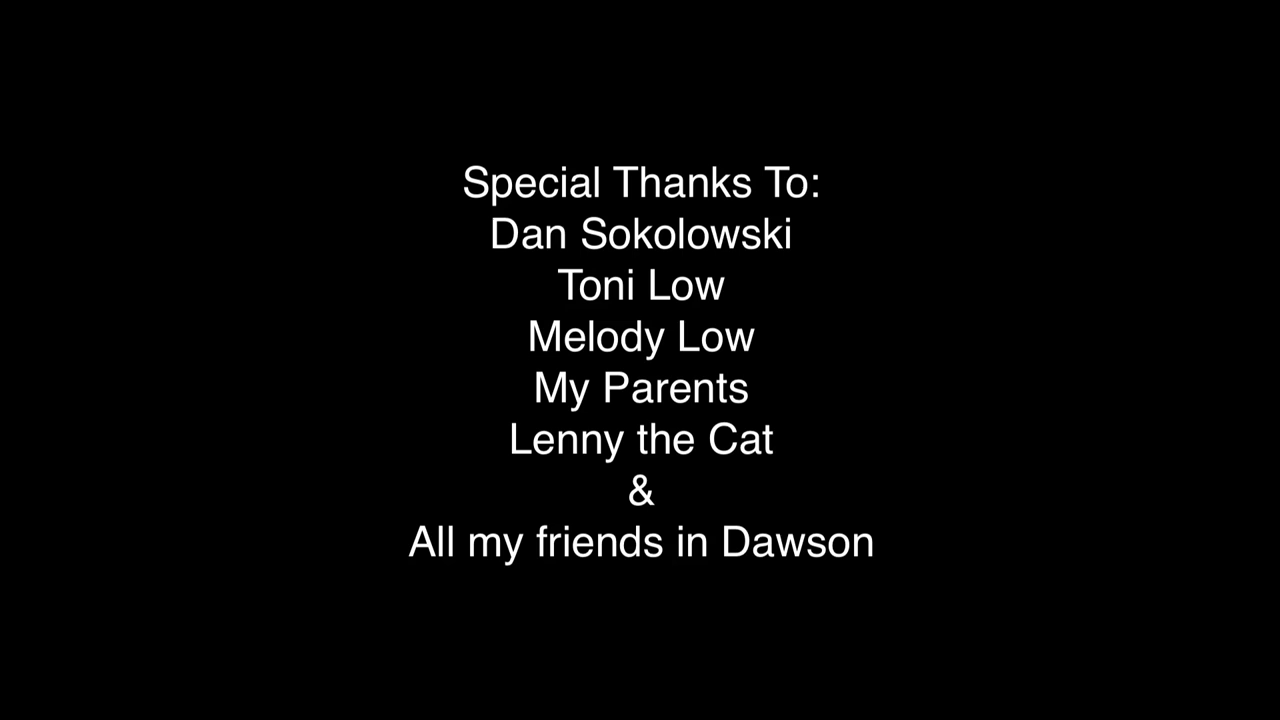 Special Thanks To:
Dan Sokolowski
Toni Low
Melody Low
My Parents
Lenny the Cat
&
All my friends in Dawson